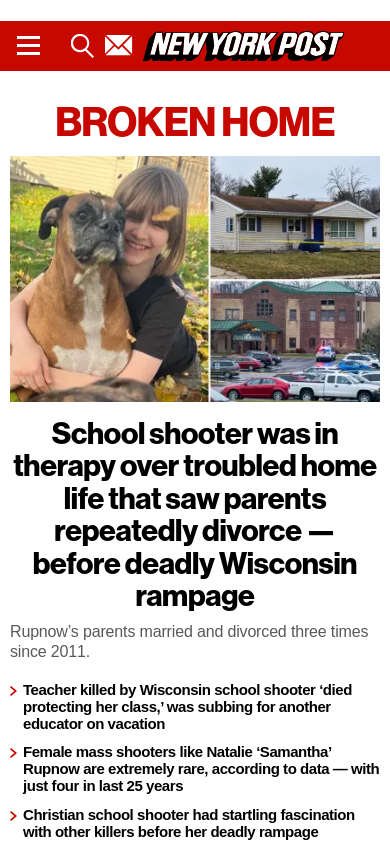 NEW YORK POST
BROKEN HOME
School shooter was in
therapy over troubled home
life that saw parents
repeatedly divorce —
before deadly Wisconsin
rampage
Rupnow’s parents married and divorced three times
since 2011.
Teacher killed by Wisconsin school shooter ‘died
protecting her class,’ was subbing for another
educator on vacation
Female mass shooters like Natalie ‘Samantha’
Rupnow are extremely rare, according to data — with
just four in last 25 years
Christian school shooter had startling fascination
with other killers before her deadly rampage